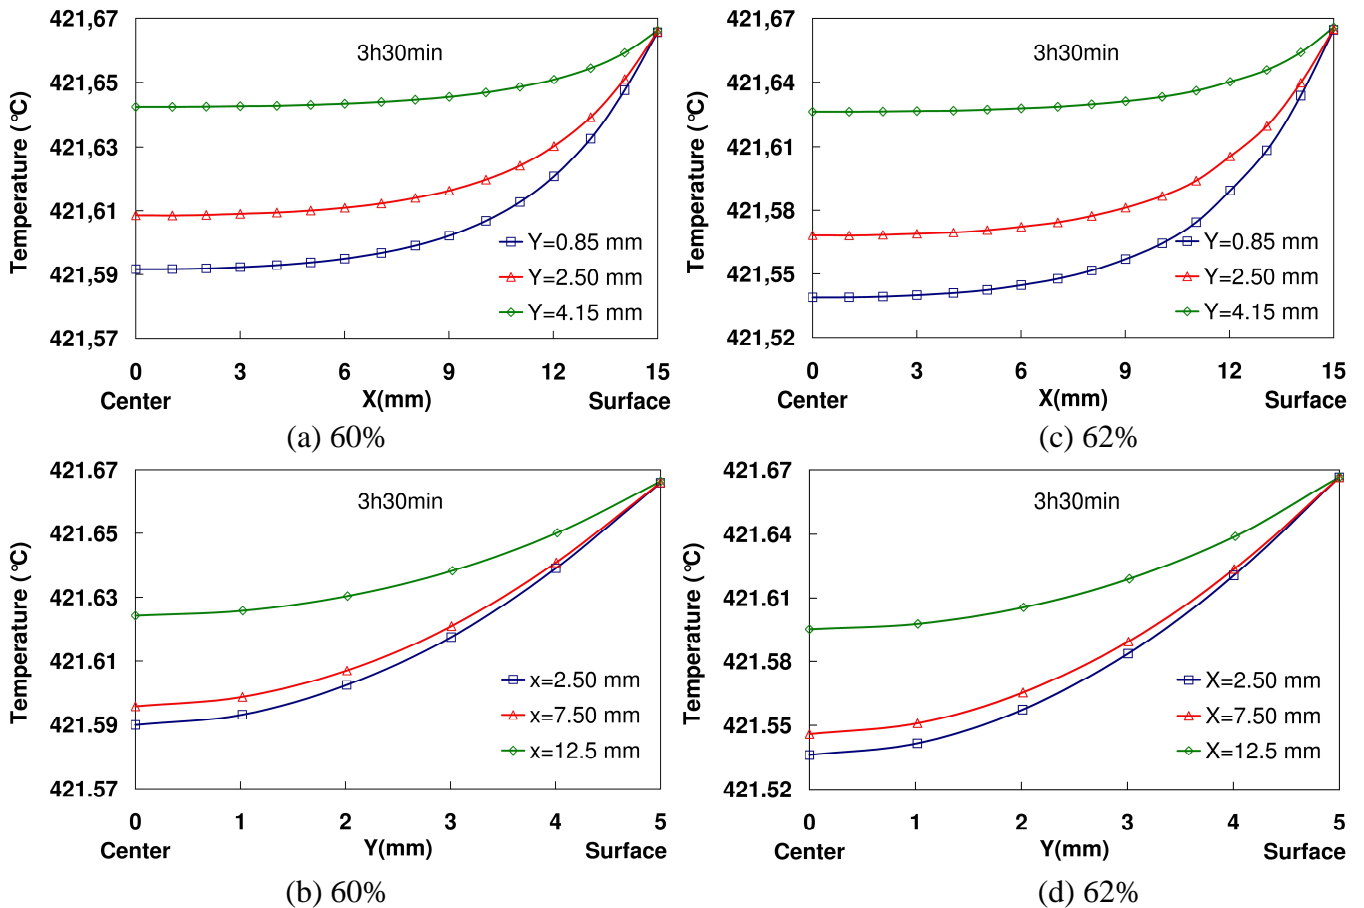 421,67
421,65
421,63
421,61
421,59
421,57
Temperature (°C)
3h30min
Y=0.85 mm
Y=2.50 mm
Y=4.15 mm
0 3 6 9 12 15
Center X(mm) Surface
(a) 60%
421,67
421,64
421,61
421,58
421,55
421,52
Temperature (°C)
3h30min
Y=0.85 mm
Y=2.50 mm
Y=4.15 mm
0 3 6 9 12 15
Center X(mm) Surface
(c) 62%
421.67
421.65
421.63
421.61
421.59
421.57
Temperature (°C)
3h30min
x=2.50 mm
x=7.50 mm
x=12.5 mm
0 1 2 3 4 5
Center Y(mm) Surface
(b) 60%
421.67
421.64
421.61
421.58
421.55
421.52
Temperature (°C)
3h30min
X=2.50 mm
X=7.50 mm
X=12.5 mm
0 1 2 3 4 5
Center Y(mm) Surface
(d) 62%